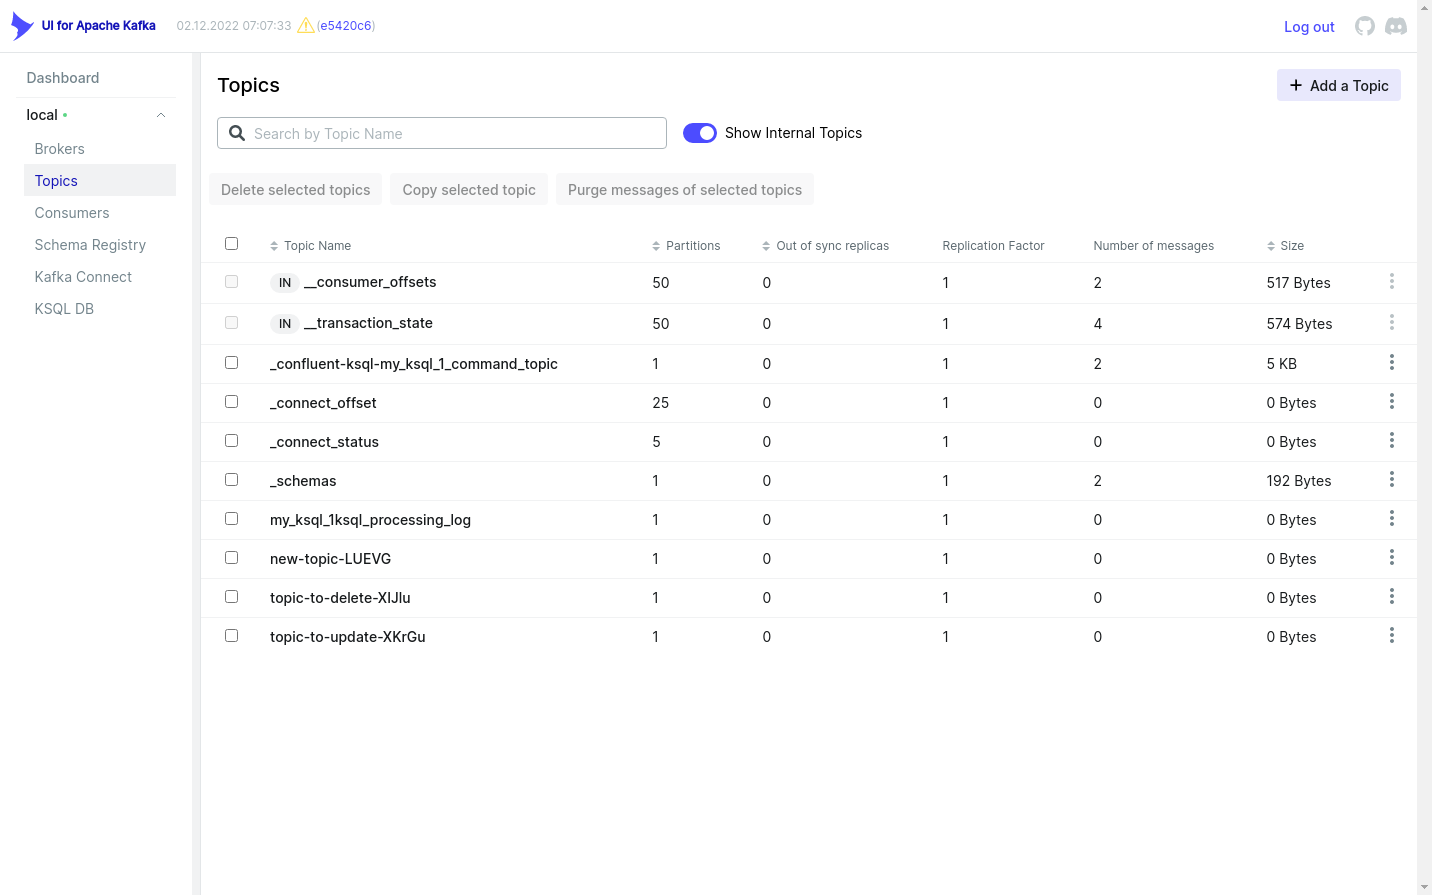 UI for Apache Kafka 02.12.2022 07:07:33 (e5420c6) Log out
Dashboard
local
Brokers
Topics
Consumers
Schema Registry
Kafka Connect
KSQL DB
Topics
Add a Topic
Search by Topic Name Show Internal Topics
Delete selected topics Copy selected topic Purge messages of selected topics
Topic Name Partitions Out of sync replicas Replication Factor Number of messages Size
IN __consumer_offsets 50 0 1 2 517 Bytes
IN __transaction_state 50 0 1 4 574 Bytes
_confluent-ksql-my_ksql_1_command_topic 1 0 1 2 5 KB
_connect_offset 25 0 1 0 0 Bytes
_connect_status 5 0 1 0 0 Bytes
_schemas 1 0 1 2 192 Bytes
my_ksql_1ksql_processing_log 1 0 1 0 0 Bytes
new-topic-LUEVG 1 0 1 0 0 Bytes
topic-to-delete-XIJlu 1 0 1 0 0 Bytes
topic-to-update-XKrGu 1 0 1 0 0 Bytes